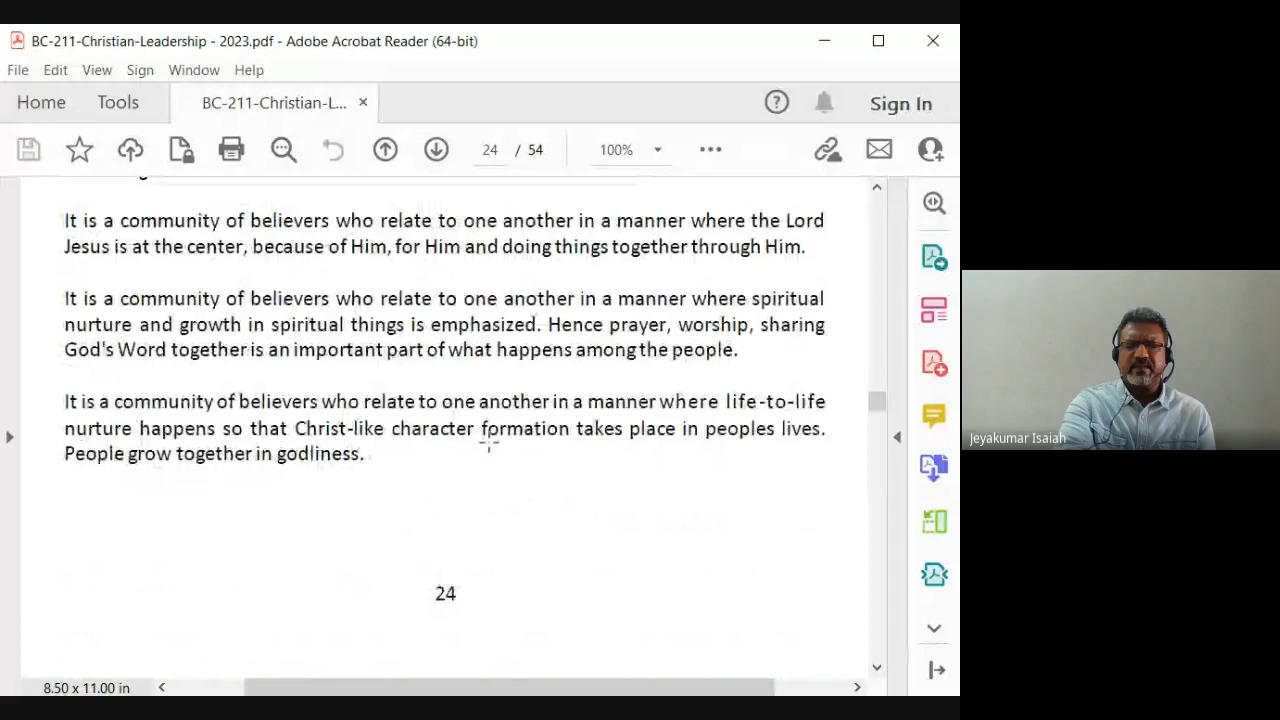 BC-211-Christian-Leadership - 2023.pdf - Adobe Acrobat Reader (64-bit)
File Edit View Sign Window Help
Home Tools BC-211-Christian-L... × Sign In
24 / 54 100%
It is a community of believers who relate to one another in a manner where the Lord
Jesus is at the center, because of Him, for Him and doing things together through Him.
It is a community of believers who relate to one another in a manner where spiritual
nurture and growth in spiritual things is emphasized. Hence prayer, worship, sharing
God's Word together is an important part of what happens among the people.
It is a community of believers who relate to one another in a manner where life-to-life
nurture happens so that Christ-like character formation takes place in peoples lives.
People grow together in godliness.
24
8.50 x 11.00 in
Jeyakumar Isaiah